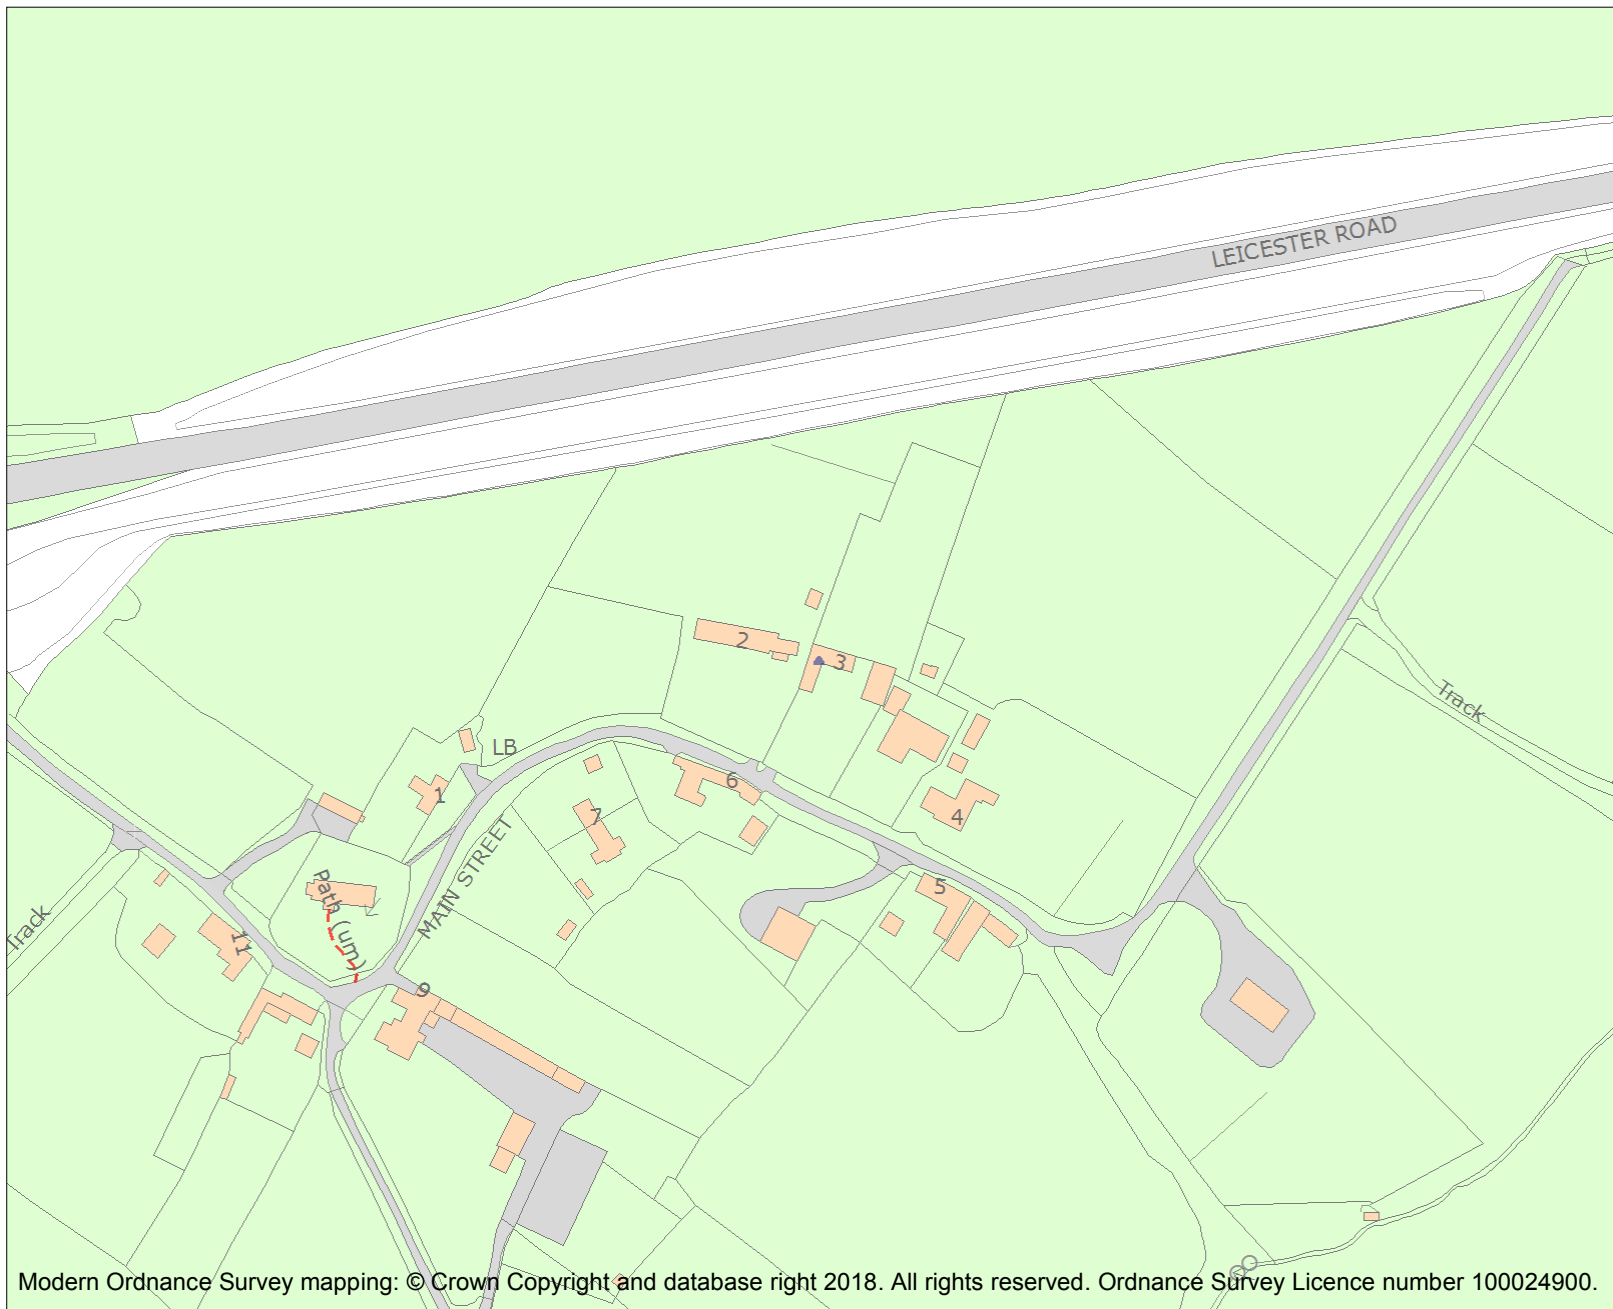 LEICESTER ROAD
2
3
Track
LB
6
1
7
4
MAIN STREET
5
Path (um)
Track
11
9
Modern Ordnance Survey mapping: © Crown Copyright and database right 2018. All rights reserved. Ordnance Survey Licence number 100024900.